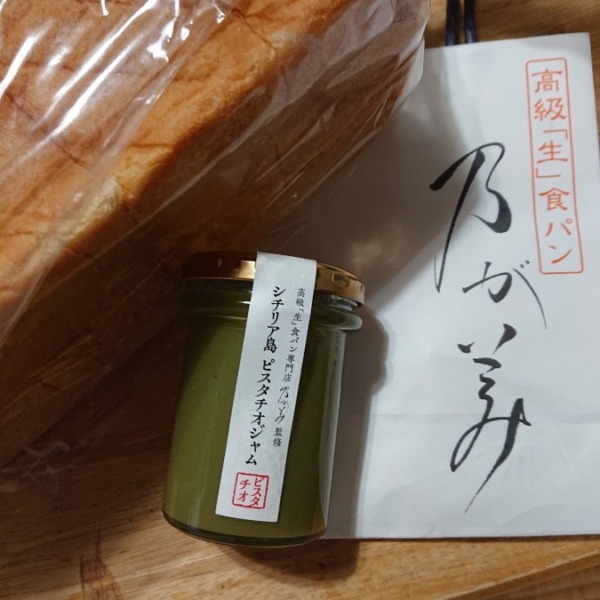 高級「生」食パン
乃が美
高級「生」食パン専門店 乃が美 監修
シチリア島 ピスタチオジャム
ピスタ
チオ